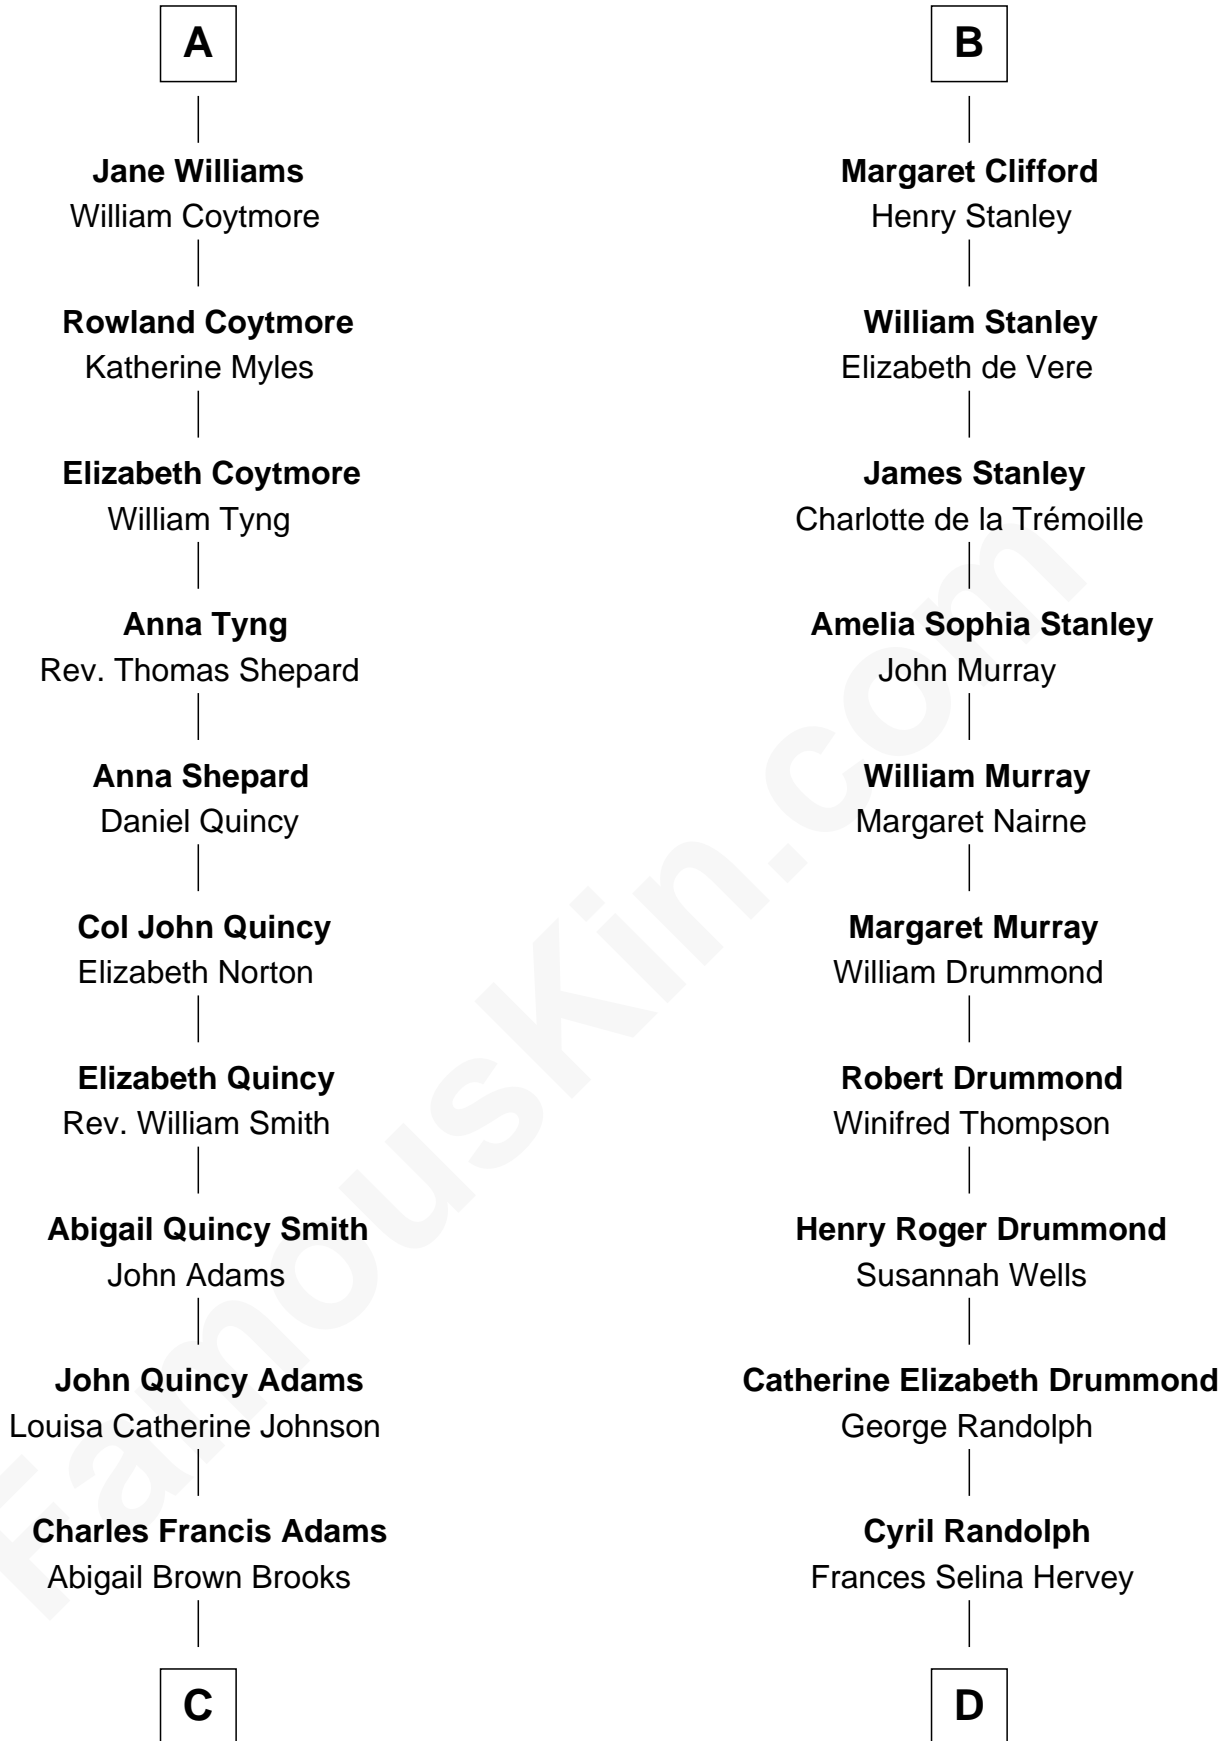 A
Jane Williams
William Coytmore
Rowland Coytmore
Katherine Myles
Elizabeth Coytmore
William Tyng
Anna Tyng
Rev. Thomas Shepard
Anna Shepard
Daniel Quincy
Col John Quincy
Elizabeth Norton
Elizabeth Quincy
Rev. William Smith
Abigail Quincy Smith
John Adams
John Quincy Adams
Louisa Catherine Johnson
Charles Francis Adams
Abigail Brown Brooks
C
B
Margaret Clifford
Henry Stanley
William Stanley
Elizabeth de Vere
James Stanley
Charlotte de la Trémoille
Amelia Sophia Stanley
John Murray
William Murray
Margaret Nairne
Margaret Murray
William Drummond
Robert Drummond
Winifred Thompson
Henry Roger Drummond
Susannah Wells
Catherine Elizabeth Drummond
George Randolph
Cyril Randolph
Frances Selina Hervey
D
FamousKin.com